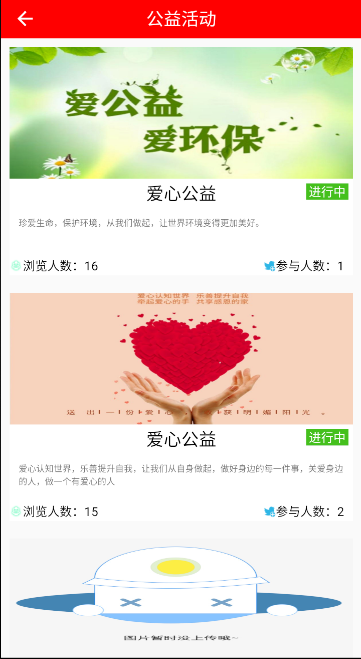 公益活动
爱公益
爱环保
爱心公益
进行中
珍爱生命，保护环境，从我们做起，让世界环境变得更加美好。
浏览人数：16
参与人数：1
爱心认知世界 乐善提升自我
牵起爱心的手 共享感恩的家
送出一份爱心
获明媚阳光。
爱心公益
进行中
爱心认知世界，乐善提升自我，让我们从自身做起，做好身边的每一件事，关爱身边
的人，做一个有爱心的人
浏览人数：15
参与人数：2
图片暂时没上传哦~